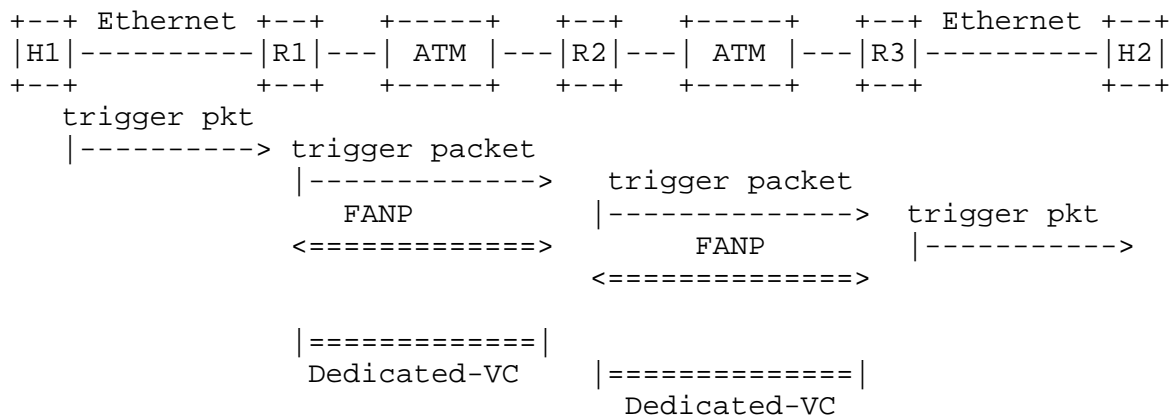 +--+ Ethernet +--+   +-----+   +--+   +-----+   +--+ Ethernet +--+
|H1|----------|R1|---| ATM |---|R2|---| ATM |---|R3|----------|H2|
+--+          +--+   +-----+   +--+   +-----+   +--+          +--+
   trigger pkt
   |----------> trigger packet
                |------------->   trigger packet
                  FANP           |-------------->  trigger pkt
                <=============>        FANP        |----------->
                                 <==============>

                |=============|
                 Dedicated-VC    |==============|
                                   Dedicated-VC